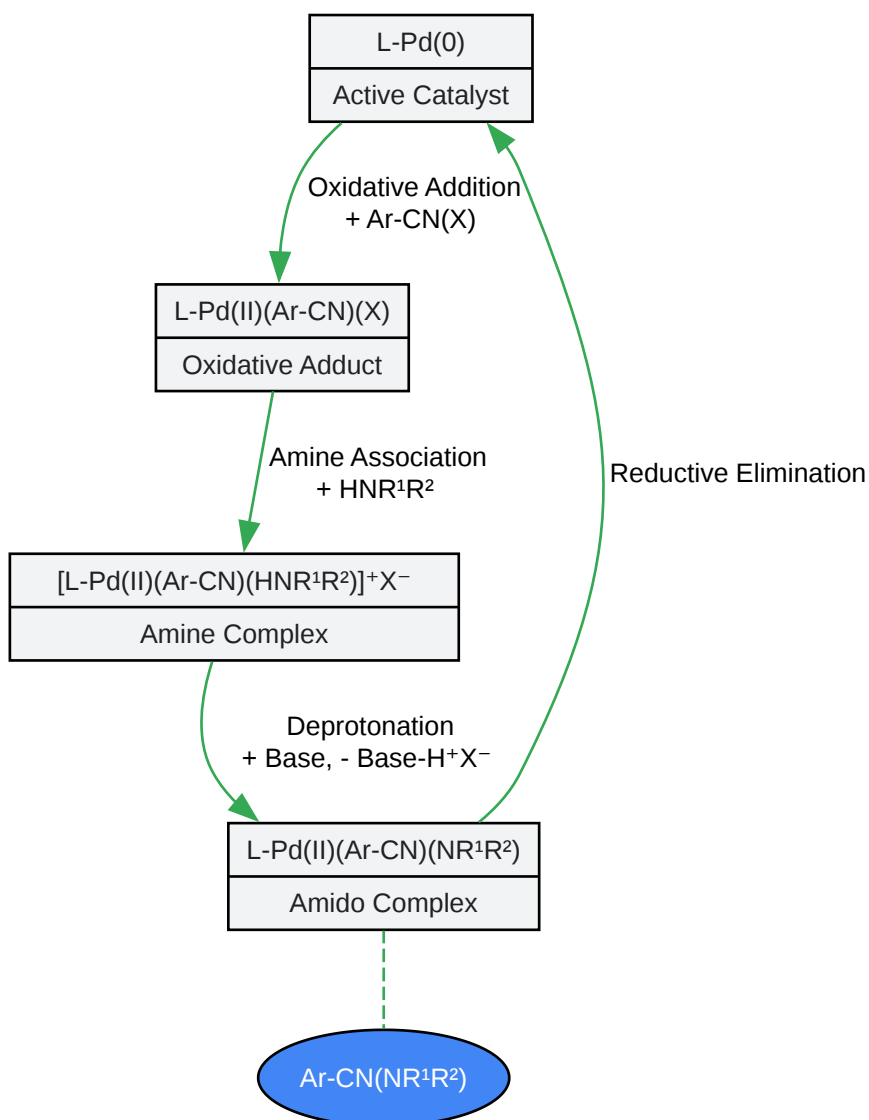 L-Pd(0)
Active Catalyst
Oxidative Addition
+ Ar-CN(X)
L-Pd(II)(Ar-CN)(X)
Oxidative Adduct
Amine Association
+ HNR¹R²
Reductive Elimination
[L-Pd(II)(Ar-CN)(HNR¹R²)]⁺X⁻
Amine Complex
Deprotonation
+ Base, - Base-H⁺X⁻
L-Pd(II)(Ar-CN)(NR¹R²)
Amido Complex
Ar-CN(NR¹R²)